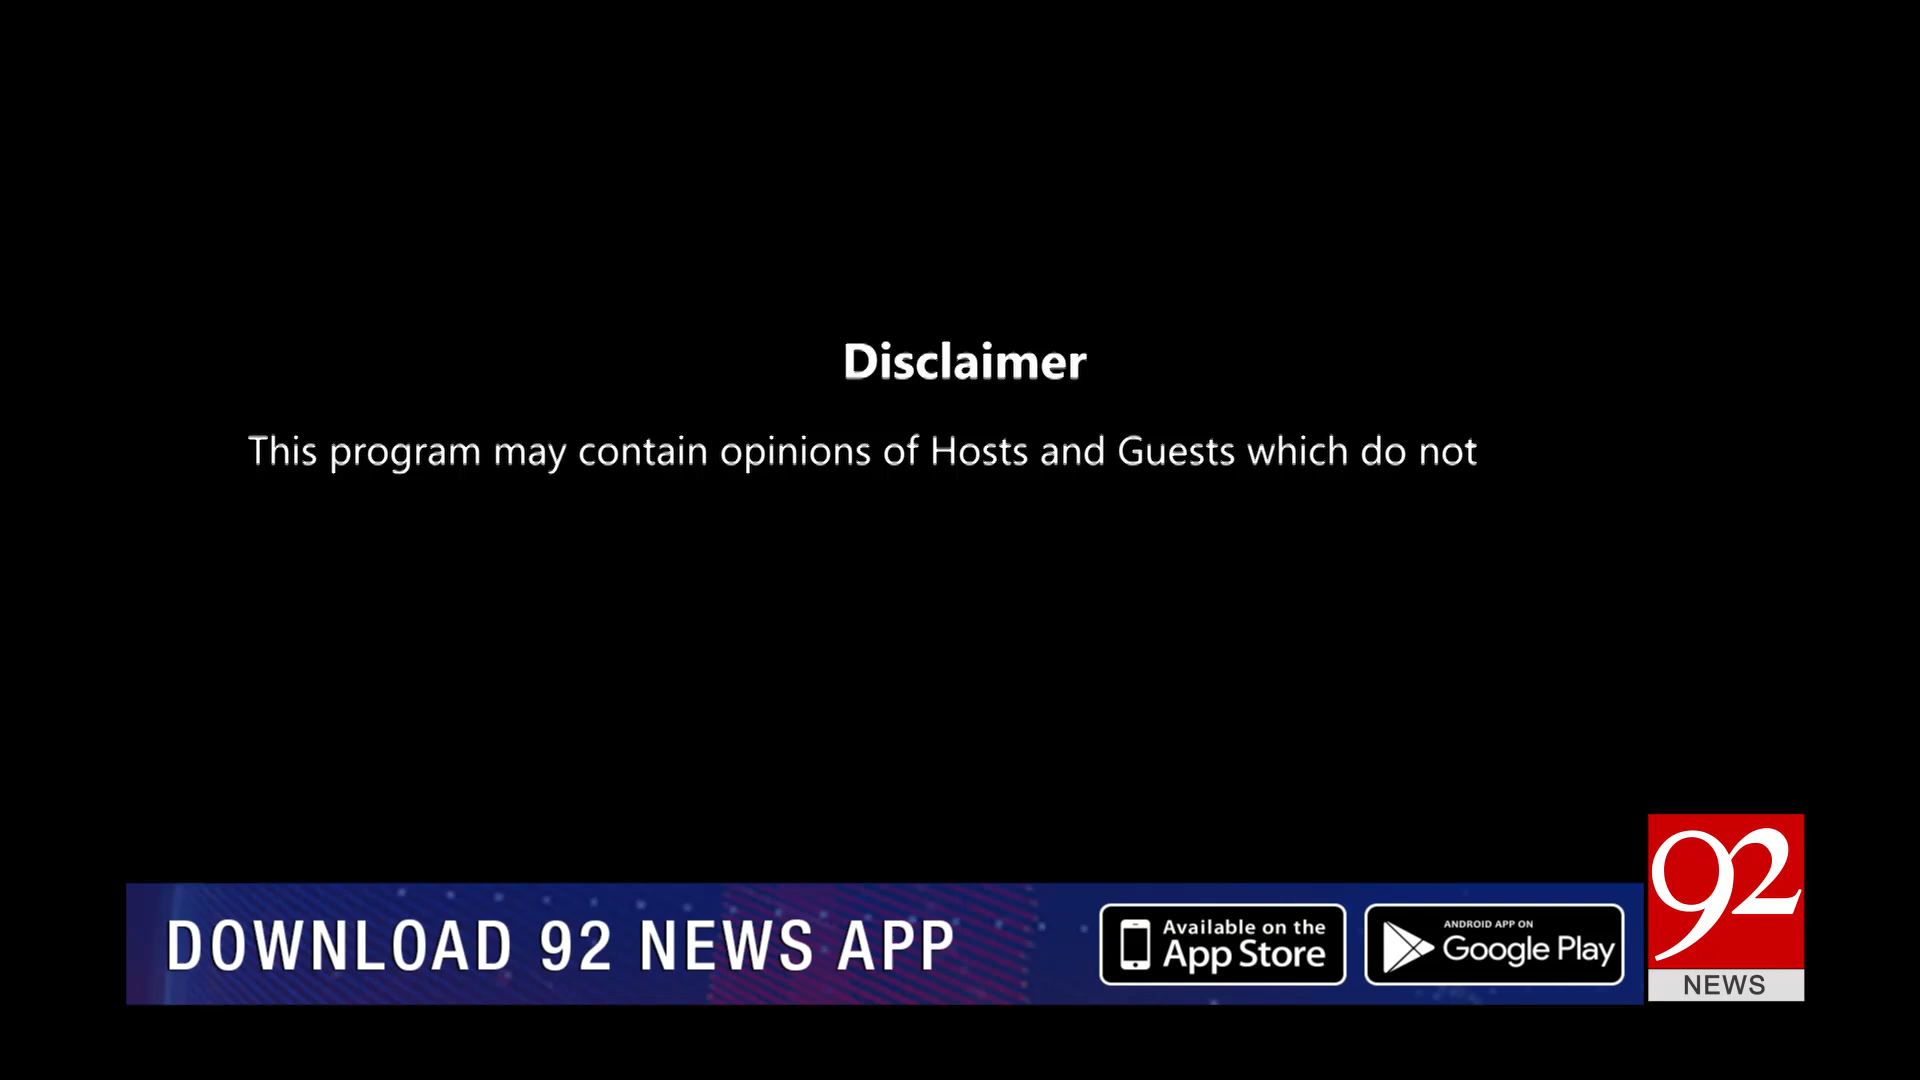 Disclaimer
This program may contain opinions of Hosts and Guests which do not
DOWNLOAD 92 NEWS APP
Available on the
App Store
ANDROID APP ON
Google Play
92
NEWS